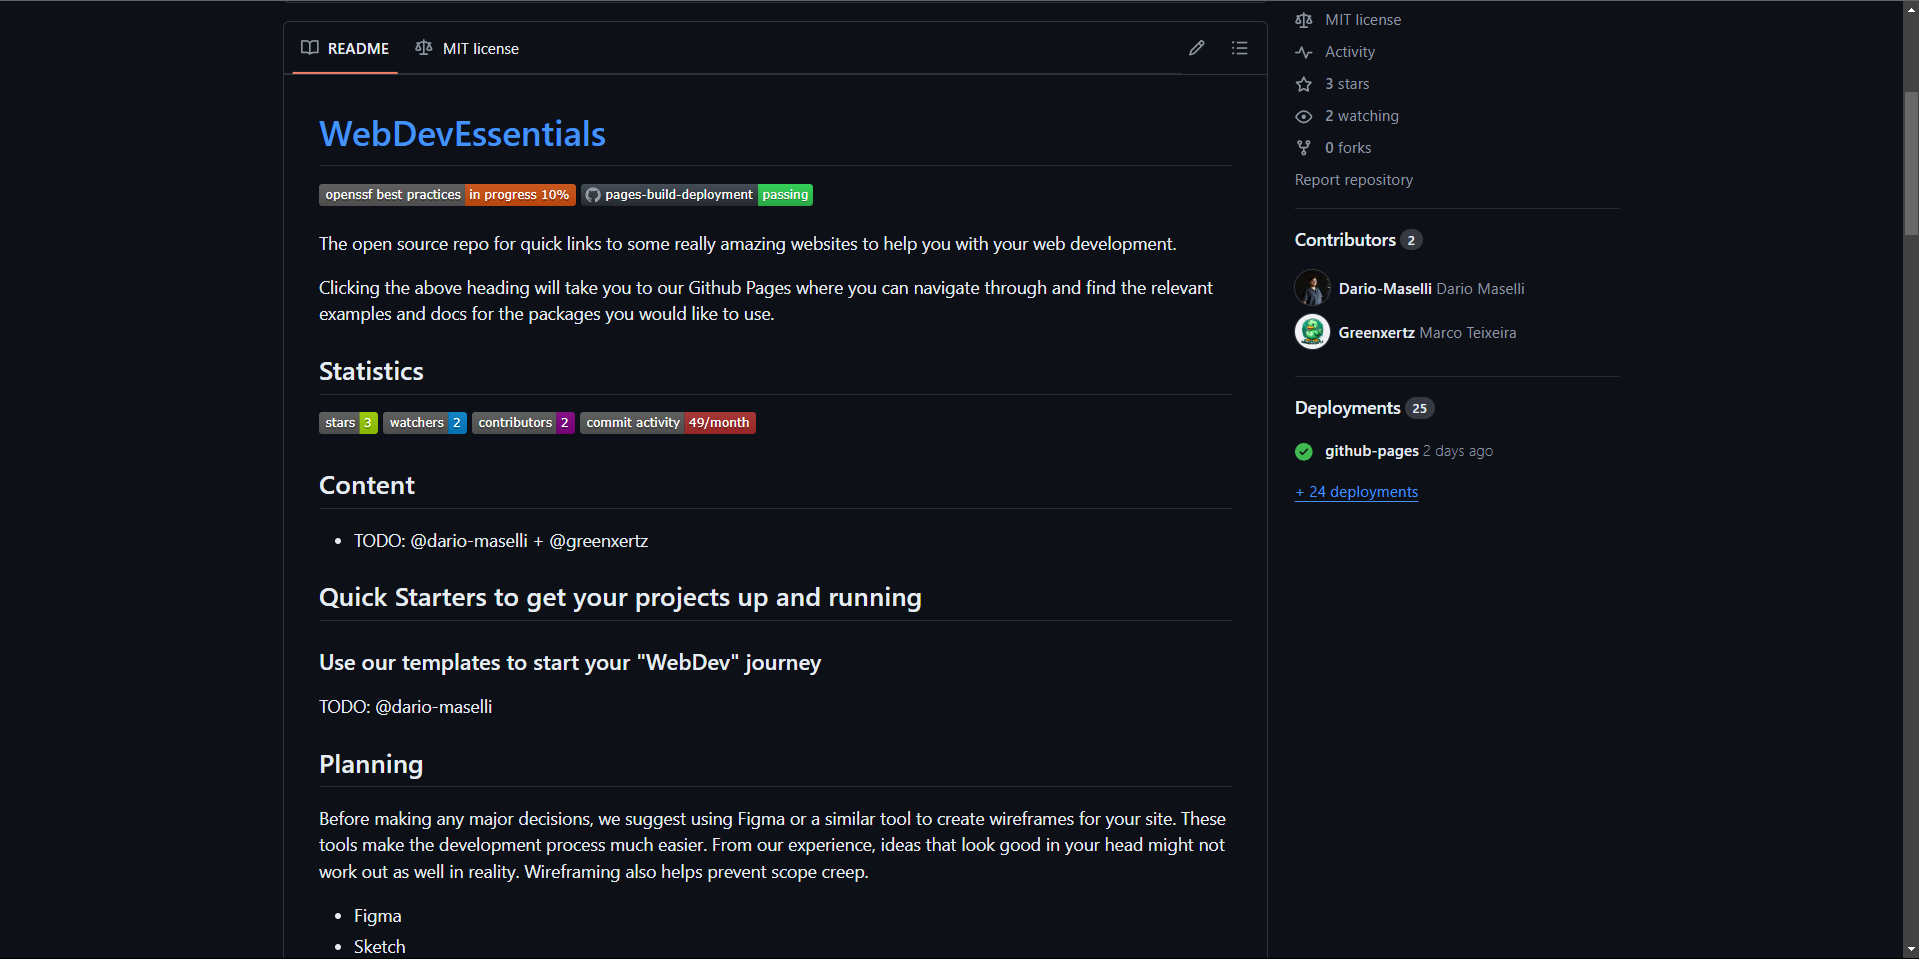 README
MIT license
WebDevEssentials
openssf best practices in progress 10% pages-build-deployment passing
The open source repo for quick links to some really amazing websites to help you with your web development.
Clicking the above heading will take you to our Github Pages where you can navigate through and find the relevant
examples and docs for the packages you would like to use.
Statistics
stars 3 watchers 2 contributors 2 commit activity 49/month
Content
• TODO: @dario-maselli + @greenxertz
Quick Starters to get your projects up and running
Use our templates to start your "WebDev" journey
TODO: @dario-maselli
Planning
Before making any major decisions, we suggest using Figma or a similar tool to create wireframes for your site. These
tools make the development process much easier. From our experience, ideas that look good in your head might not
work out as well in reality. Wireframing also helps prevent scope creep.
• Figma
• Sketch
MIT license
Activity
3 stars
2 watching
0 forks
Report repository
Contributors 2
Dario-Maselli Dario Maselli
Greenxertz Marco Teixeira
Deployments 25
github-pages 2 days ago
+ 24 deployments